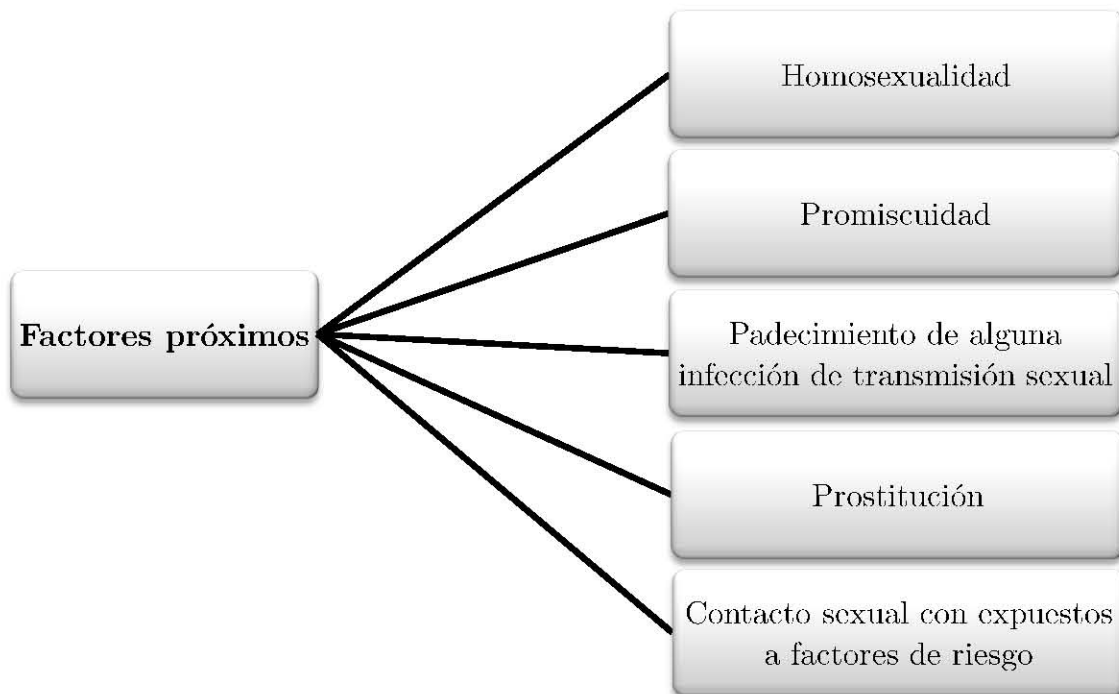 Homosexualidad
Promiscuidad
Factores próximos
Padecimiento de alguna
infección de transmisión sexual
Prostitución
Contacto sexual con expuestos
a factores de riesgo